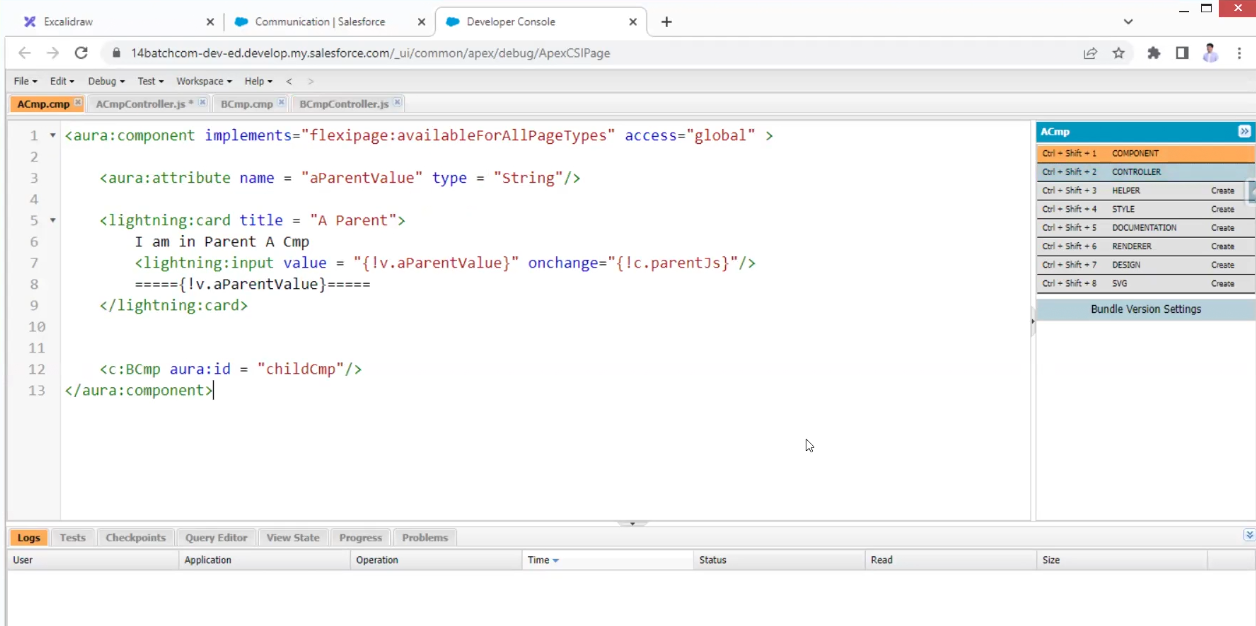 Excalidraw
Communication | Salesforce
Developer Console
14batchcom-dev-ed.develop.my.salesforce.com/_ui/common/apex/debug/ApexCSIPage
File Edit Debug Test Workspace Help < >
ACmp.cmp ACmpController.js * BCmp.cmp BCmpController.js
1 <aura:component implements="flexipage:availableForAllPageTypes" access="global" >
2
3 <aura:attribute name = "aParentValue" type = "String"/>
4
5 <lightning:card title = "A Parent">
6 I am in Parent A Cmp
7 <lightning:input value = "{!v.aParentValue}" onchange="{!c.parentJs}"/>
8 ====={!v.aParentValue}=====
9 </lightning:card>
10
11
12 <c:BCmp aura:id = "childCmp"/>
13 </aura:component>
ACmp
Ctrl + Shift + 1 COMPONENT
Ctrl + Shift + 2 CONTROLLER
Ctrl + Shift + 3 HELPER Create
Ctrl + Shift + 4 STYLE Create
Ctrl + Shift + 5 DOCUMENTATION Create
Ctrl + Shift + 6 RENDERER Create
Ctrl + Shift + 7 DESIGN Create
Ctrl + Shift + 8 SVG Create
Bundle Version Settings
Logs Tests Checkpoints Query Editor View State Progress Problems
User Application Operation Time Status Read Size